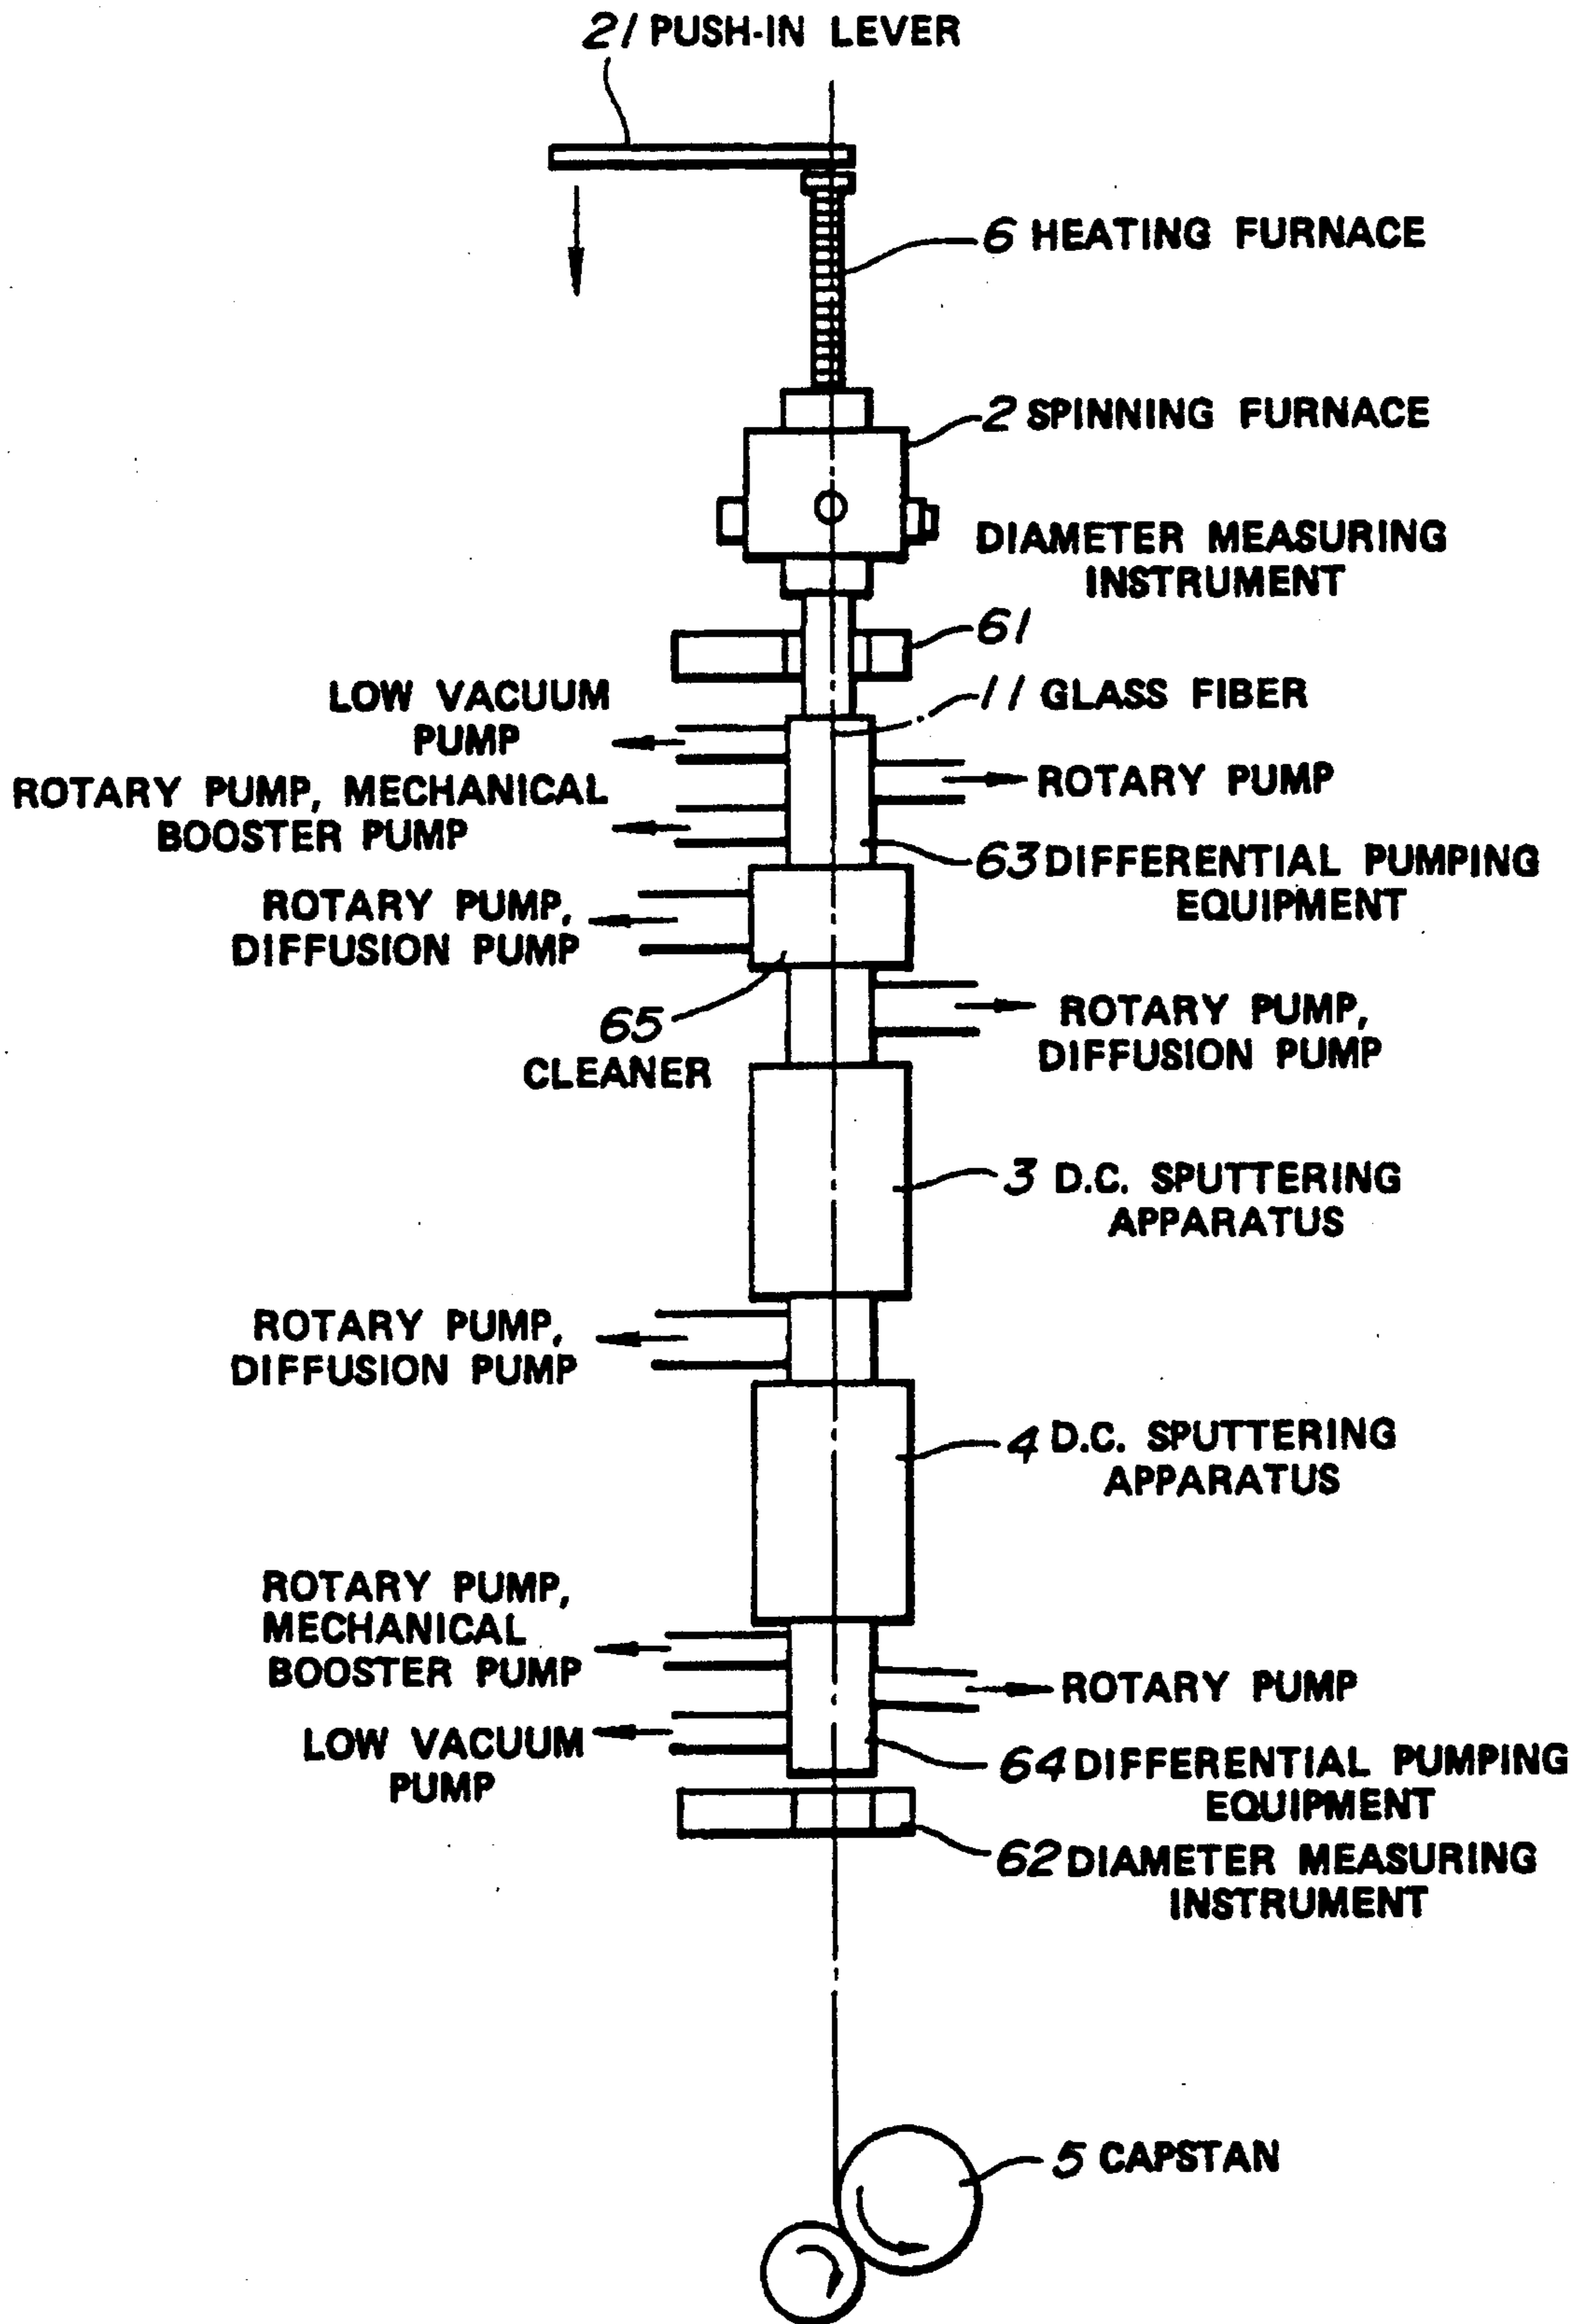 21 PUSH-IN LEVER
6 HEATING FURNACE
2 SPINNING FURNACE
DIAMETER MEASURING
INSTRUMENT
61
LOW VACUUM
PUMP
11 GLASS FIBER
ROTARY PUMP
ROTARY PUMP, MECHANICAL
BOOSTER PUMP
63 DIFFERENTIAL PUMPING
EQUIPMENT
ROTARY PUMP,
DIFFUSION PUMP
65
CLEANER
ROTARY PUMP,
DIFFUSION PUMP
3 D.C. SPUTTERING
APPARATUS
ROTARY PUMP,
DIFFUSION PUMP
4 D.C. SPUTTERING
APPARATUS
ROTARY PUMP,
MECHANICAL
BOOSTER PUMP
ROTARY PUMP
LOW VACUUM
PUMP
64 DIFFERENTIAL PUMPING
EQUIPMENT
62 DIAMETER MEASURING
INSTRUMENT
5 CAPSTAN